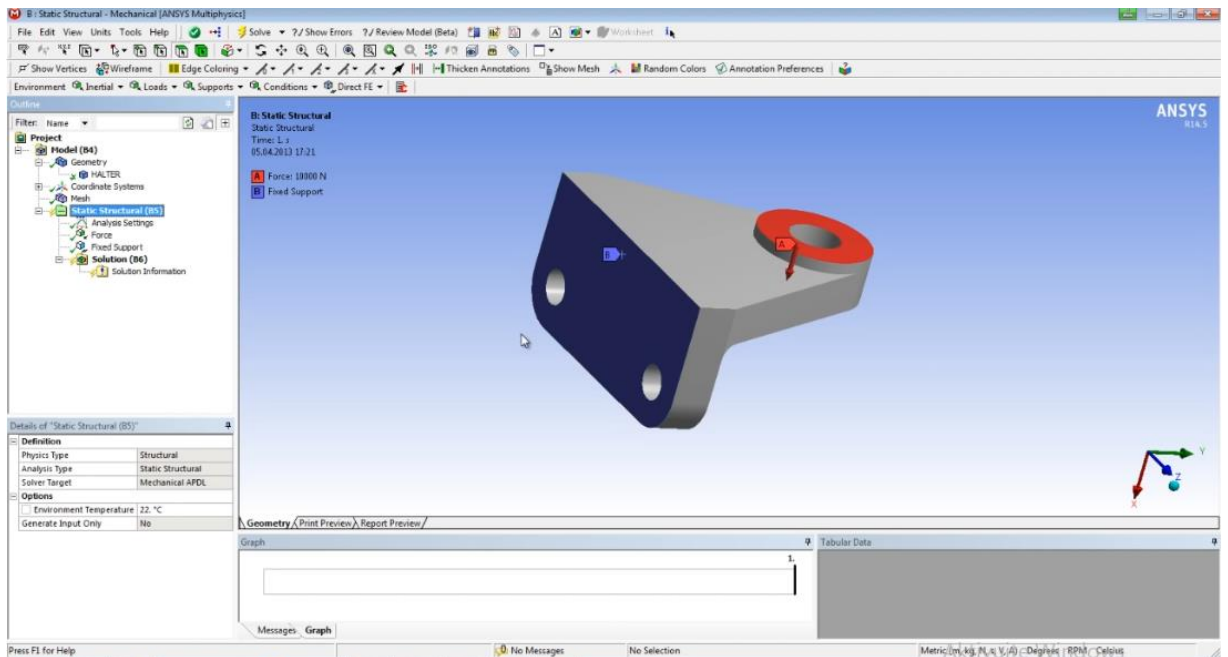 B : Static Structural - Mechanical [ANSYS Multiphysics]
File Edit View Units Tools Help Solve ?/ Show Errors ?/ Review Model (Beta) A Worksheet
Show Vertices Wireframe Edge Coloring Thicken Annotations Show Mesh Random Colors Annotation Preferences
Environment Inertial Loads Supports Conditions Direct FE
Outline
Filter: Name
Project
Model (B4)
Geometry
HALTER
Coordinate Systems
Mesh
Static Structural (B5)
Analysis Settings
Force
Fixed Support
Solution (B6)
Solution Information
B: Static Structural
Static Structural
Time: 1. s
05.04.2013 17:21
A Force: 10000 N
B Fixed Support
ANSYS
R14.5
A
B
Y
Z
X
Details of "Static Structural (B5)"
Definition
Physics Type Structural
Analysis Type Static Structural
Solver Target Mechanical APDL
Options
Environment Temperature 22. °C
Generate Input Only No
Geometry Print Preview Report Preview
Graph
1.
Messages Graph
Tabular Data
Press F1 for Help No Messages No Selection Metric (m, kg, N, s, V, A) Degrees RPM Celsius